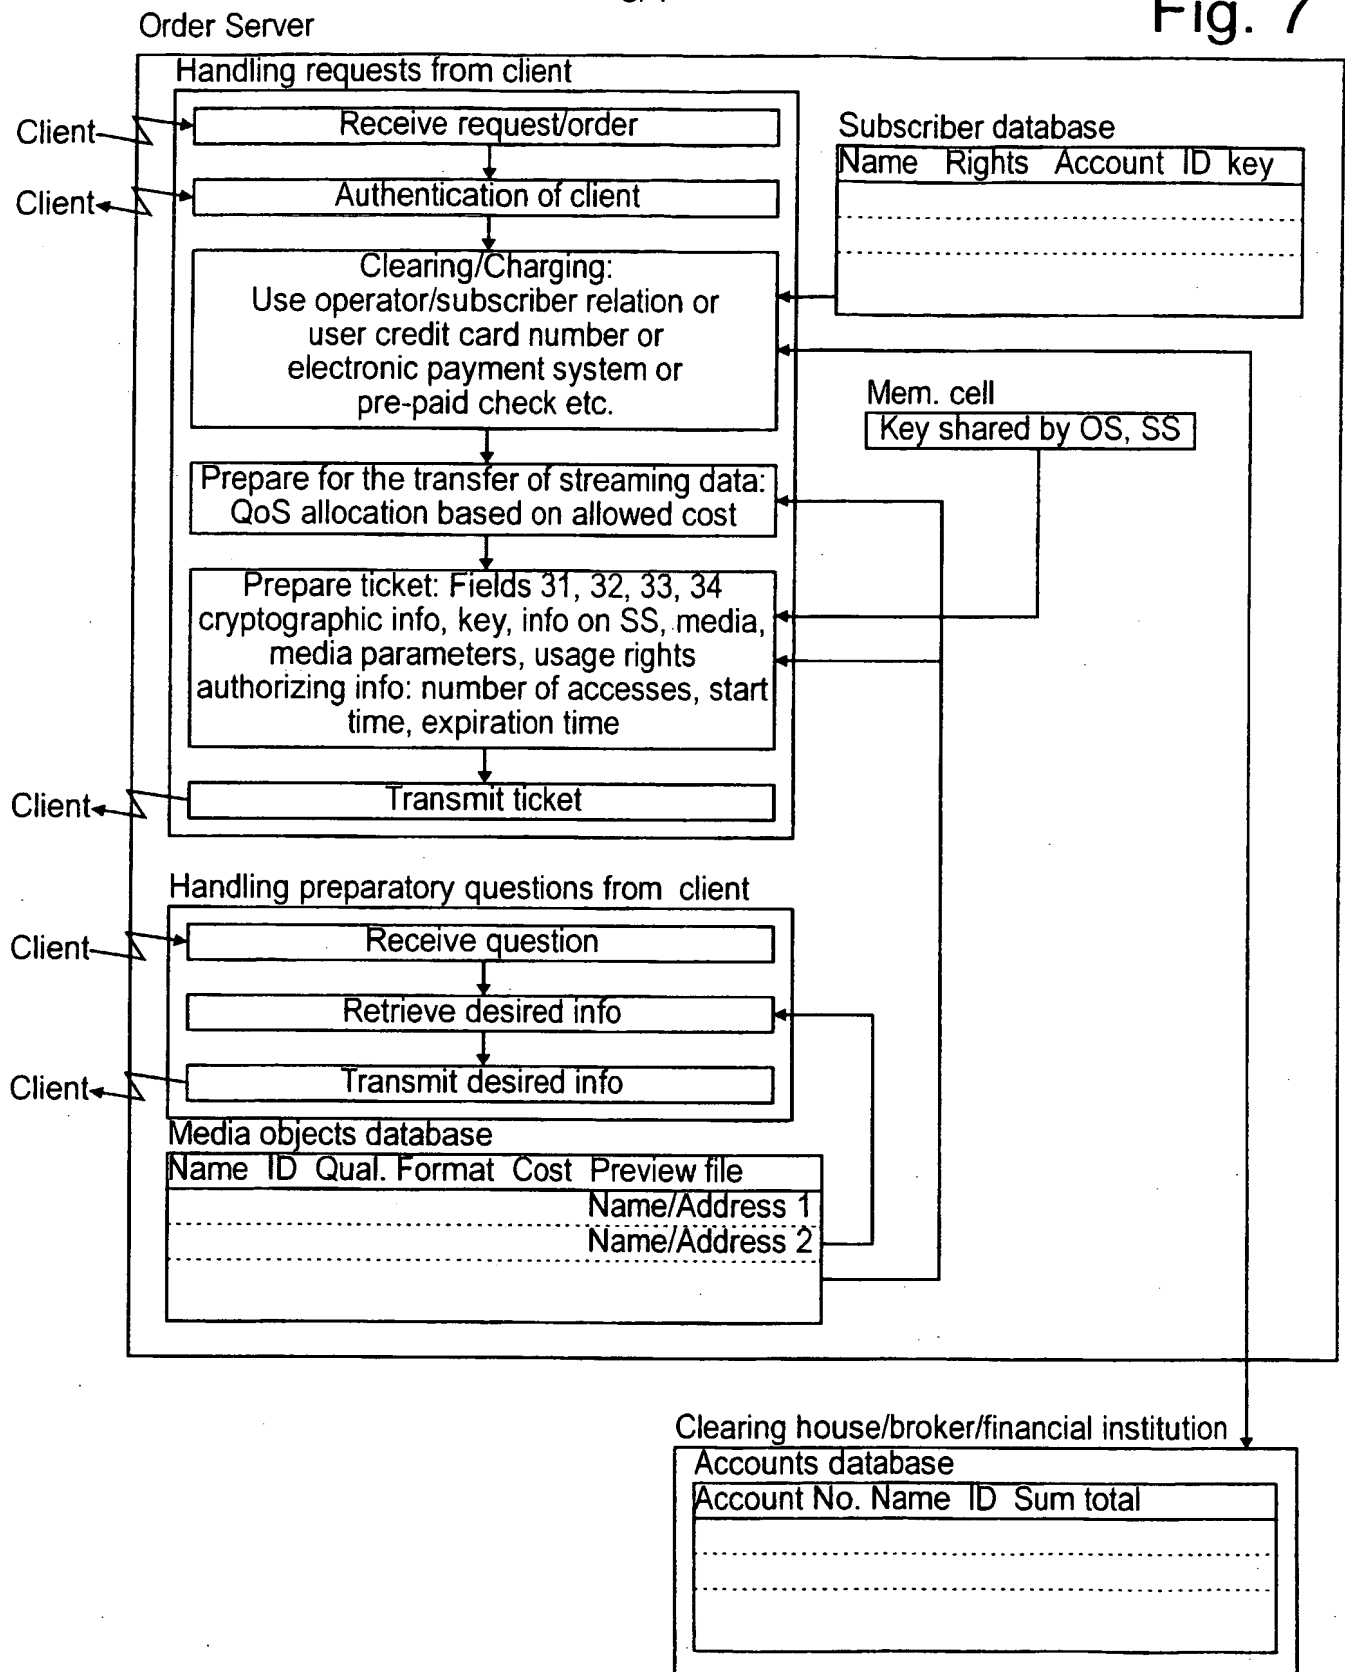 Fig. 7
Order Server
Handling requests from client
Client
Receive request/order
Client
Authentication of client
Clearing/Charging:
Use operator/subscriber relation or
user credit card number or
electronic payment system or
pre-paid check etc.
Prepare for the transfer of streaming data:
QoS allocation based on allowed cost
Prepare ticket: Fields 31, 32, 33, 34
cryptographic info, key, info on SS, media,
media parameters, usage rights
authorizing info: number of accesses, start
time, expiration time
Client
Transmit ticket
Subscriber database
Name Rights Account ID key
Mem. cell
Key shared by OS, SS
Handling preparatory questions from client
Client
Receive question
Retrieve desired info
Client
Transmit desired info
Media objects database
Name ID Qual. Format Cost Preview file
Name/Address 1
Name/Address 2
Clearing house/broker/financial institution
Accounts database
Account No. Name ID Sum total